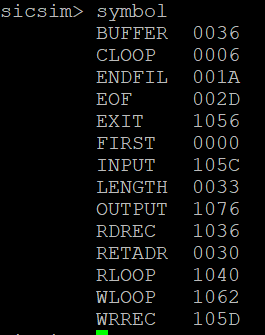 sicsim> symbol
BUFFER 0036
CLOOP 0006
ENDFIL 001A
EOF 002D
EXIT 1056
FIRST 0000
INPUT 105C
LENGTH 0033
OUTPUT 1076
RDREC 1036
RETADR 0030
RLOOP 1040
WLOOP 1062
WRREC 105D